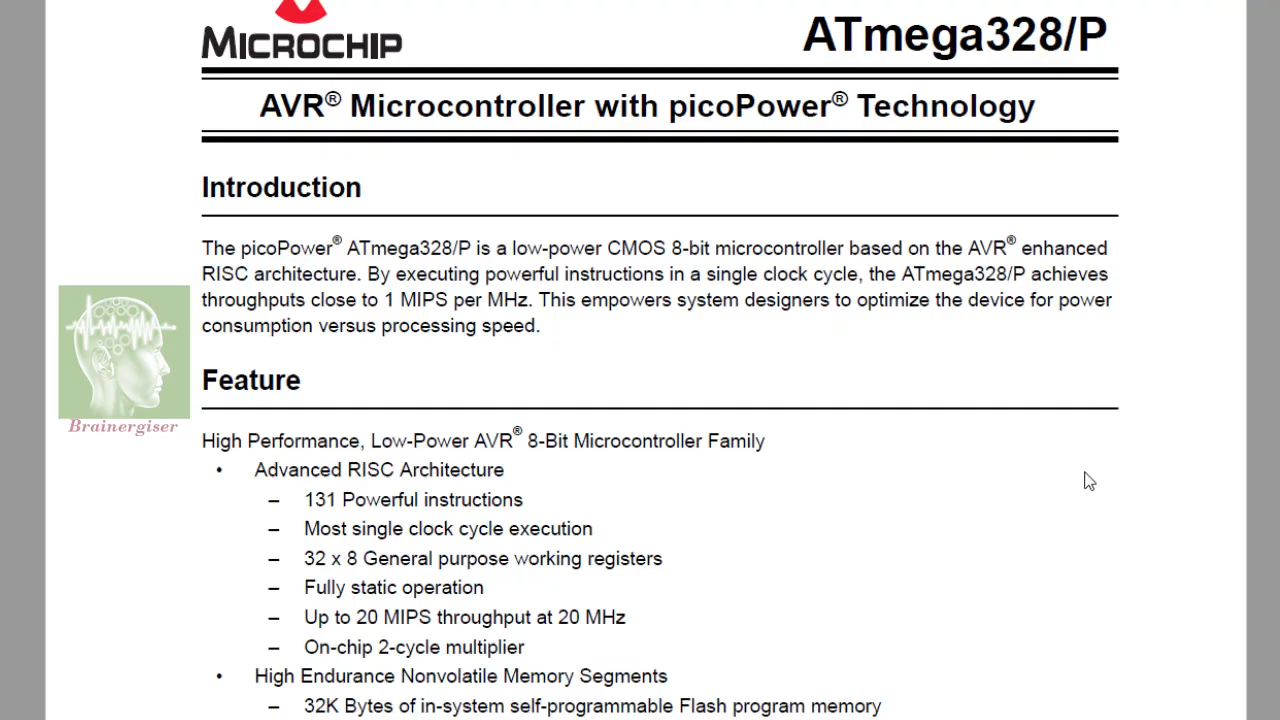 MICROCHIP
ATmega328/P
AVR® Microcontroller with picoPower® Technology
Introduction
The picoPower® ATmega328/P is a low-power CMOS 8-bit microcontroller based on the AVR® enhanced
RISC architecture. By executing powerful instructions in a single clock cycle, the ATmega328/P achieves
throughputs close to 1 MIPS per MHz. This empowers system designers to optimize the device for power
consumption versus processing speed.
Brainergiser
Feature
High Performance, Low-Power AVR® 8-Bit Microcontroller Family
• Advanced RISC Architecture
– 131 Powerful instructions
– Most single clock cycle execution
– 32 x 8 General purpose working registers
– Fully static operation
– Up to 20 MIPS throughput at 20 MHz
– On-chip 2-cycle multiplier
• High Endurance Nonvolatile Memory Segments
– 32K Bytes of in-system self-programmable Flash program memory